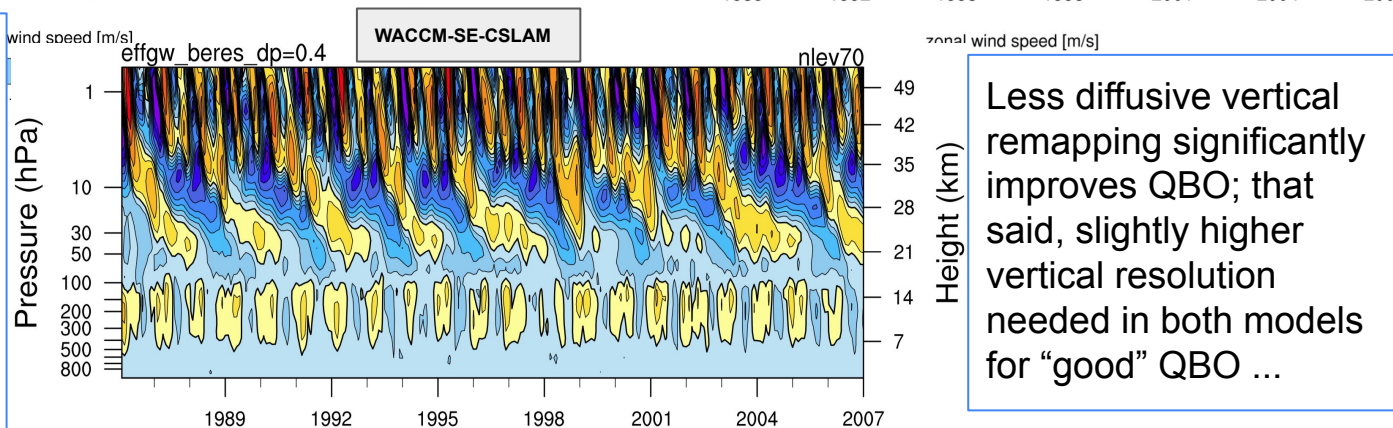 wind speed [m/s]
WACCM-SE-CSLAM
zonal wind speed [m/s]
effgw_beres_dp=0.4
nlev70
Pressure (hPa)
1
10
30
50
100
200
300
500
800
49
42
35
28
21
14
7
Height (km)
1989
1992
1995
1998
2001
2004
2007
Less diffusive vertical
remapping significantly
improves QBO; that
said, slightly higher
vertical resolution
needed in both models
for “good” QBO ...